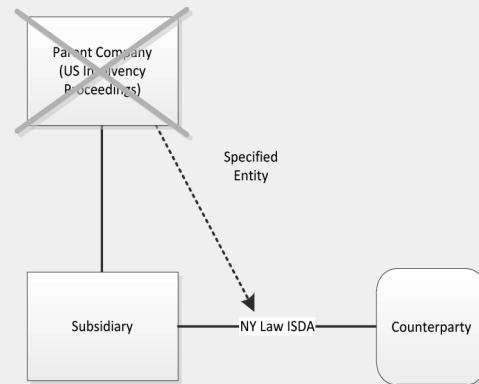 Parent Company
(US Insolvency
Proceedings)
Specified
Entity
Subsidiary
NY Law ISDA
Counterparty